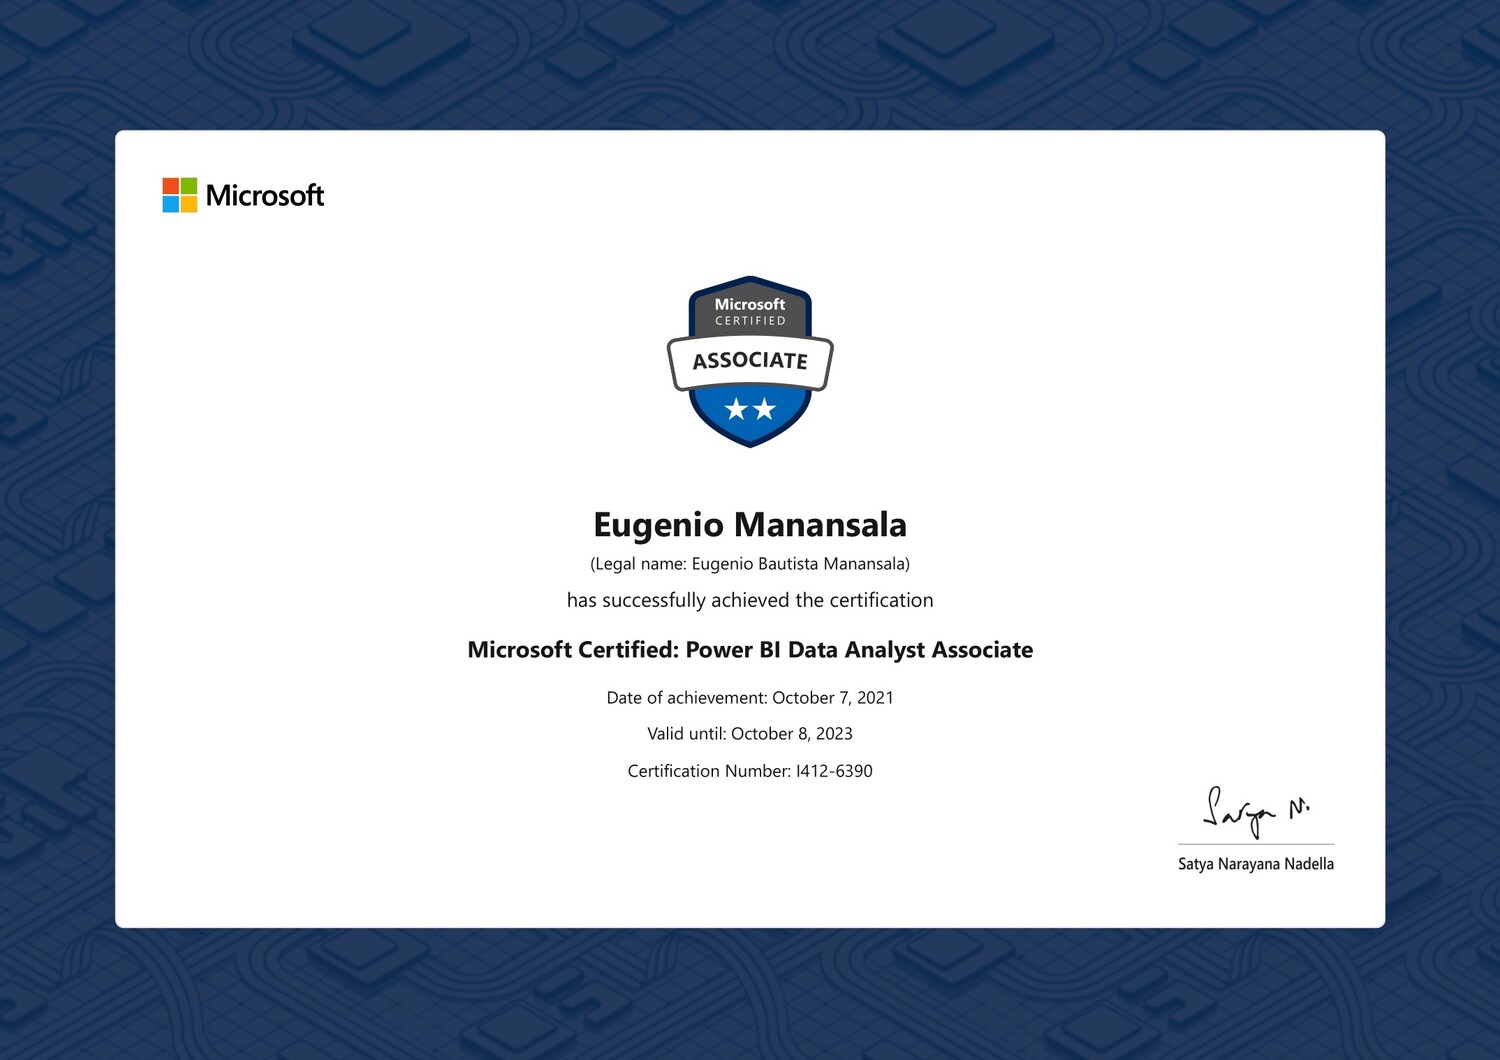 Microsoft
Microsoft
CERTIFIED
ASSOCIATE
Eugenio Manansala
(Legal name: Eugenio Bautista Manansala)
has successfully achieved the certification
Microsoft Certified: Power BI Data Analyst Associate
Date of achievement: October 7, 2021
Valid until: October 8, 2023
Certification Number: I412-6390
Satya N.
Satya Narayana Nadella